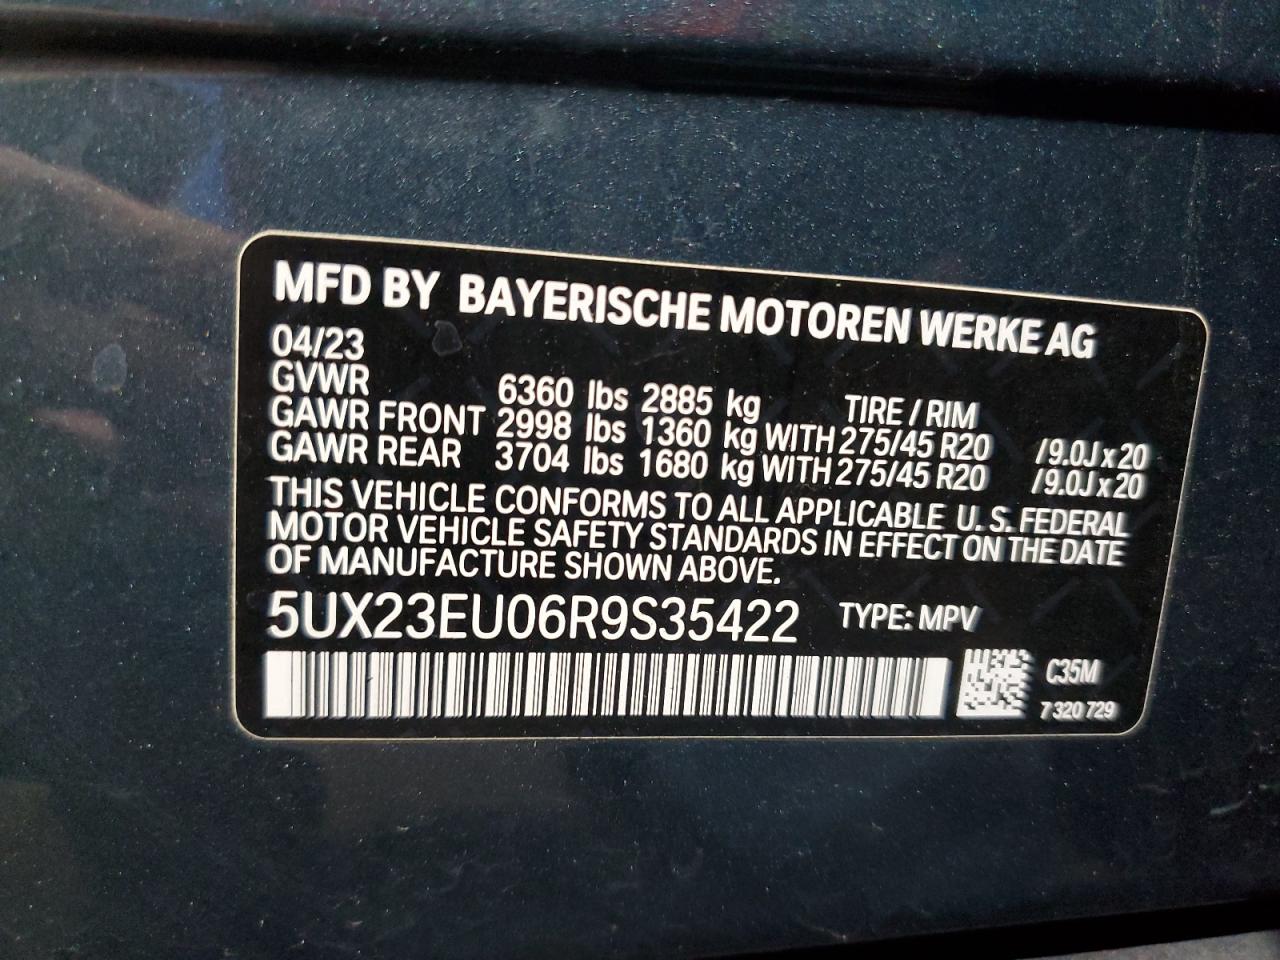 MFD BY BAYERISCHE MOTOREN WERKE AG
04/23
GVWR 6360 lbs 2885 kg TIRE / RIM
GAWR FRONT 2998 lbs 1360 kg WITH 275/45 R20 /9.0J x 20
GAWR REAR 3704 lbs 1680 kg WITH 275/45 R20 /9.0J x 20
THIS VEHICLE CONFORMS TO ALL APPLICABLE U.S. FEDERAL
MOTOR VEHICLE SAFETY STANDARDS IN EFFECT ON THE DATE
OF MANUFACTURE SHOWN ABOVE.
5UX23EU06R9S35422 TYPE: MPV
C35M
7 320 729